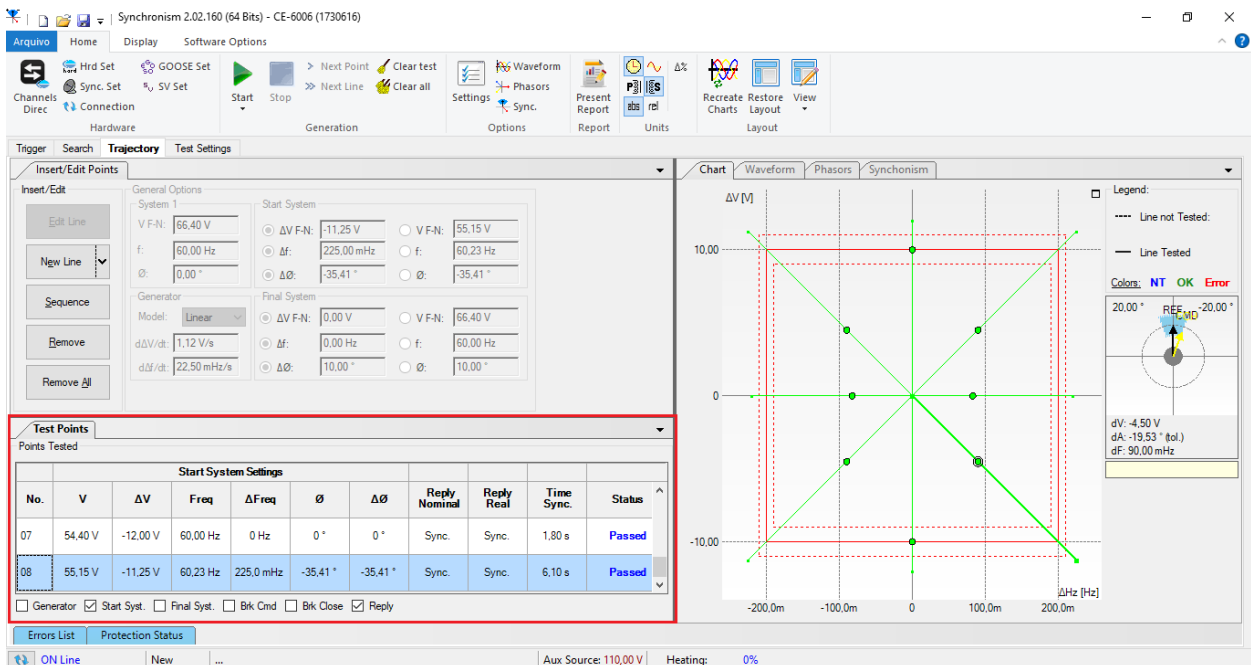 Synchronism 2.02.160 (64 Bits) - CE-6006 (1730616)
Arquivo Home Display Software Options
Hrd Set GOOSE Set Next Point Clear test Waveform Δ%
Channels Direc Sync. Set SV Set Start Stop Next Line Clear all Settings Phasors Present Report abs rel Recreate Charts Restore Layout View
Connection Sync.
Hardware Generation Options Report Units Layout
Trigger Search Trajectory Test Settings
Insert/Edit Points
Insert/Edit
Edit Line
New Line
Sequence
Remove
Remove All
General Options
System 1
V F-N: 66,40 V
f: 60,00 Hz
Ø: 0,00 °
Start System
ΔV F-N: -11,25 V V F-N: 55,15 V
Δf: 225,00 mHz f: 60,23 Hz
ΔØ: -35,41 ° Ø: -35,41 °
Generator
Model: Linear
dΔV/dt: 1,12 V/s
dΔf/dt: 22,50 mHz/s
Final System
ΔV F-N: 0,00 V V F-N: 66,40 V
Δf: 0,00 Hz f: 60,00 Hz
ΔØ: 10,00 ° Ø: 10,00 °
Test Points
Points Tested
Start System Settings
No. V ΔV Freq ΔFreq Ø ΔØ Reply Nominal Reply Real Time Sync. Status
07 54,40 V -12,00 V 60,00 Hz 0 Hz 0 ° 0 ° Sync. Sync. 1,80 s Passed
08 55,15 V -11,25 V 60,23 Hz 225,0 mHz -35,41 ° -35,41 ° Sync. Sync. 6,10 s Passed
Generator Start Syst. Final Syst. Brk Cmd Brk Close Reply
Chart Waveform Phasors Synchonism
ΔV [V]
10,00
0
-10,00
-200,0m -100,0m 0 100,0m 200,0m
ΔHz [Hz]
Legend:
Line not Tested:
Line Tested
Colors: NT OK Error
20,00 ° REF CMD -20,00 °
dV: -4,50 V
dA: -19,53 ° (tol.)
dF: 90,00 mHz
Errors List Protection Status
ON Line New ... Aux Source: 110,00 V Heating: 0%